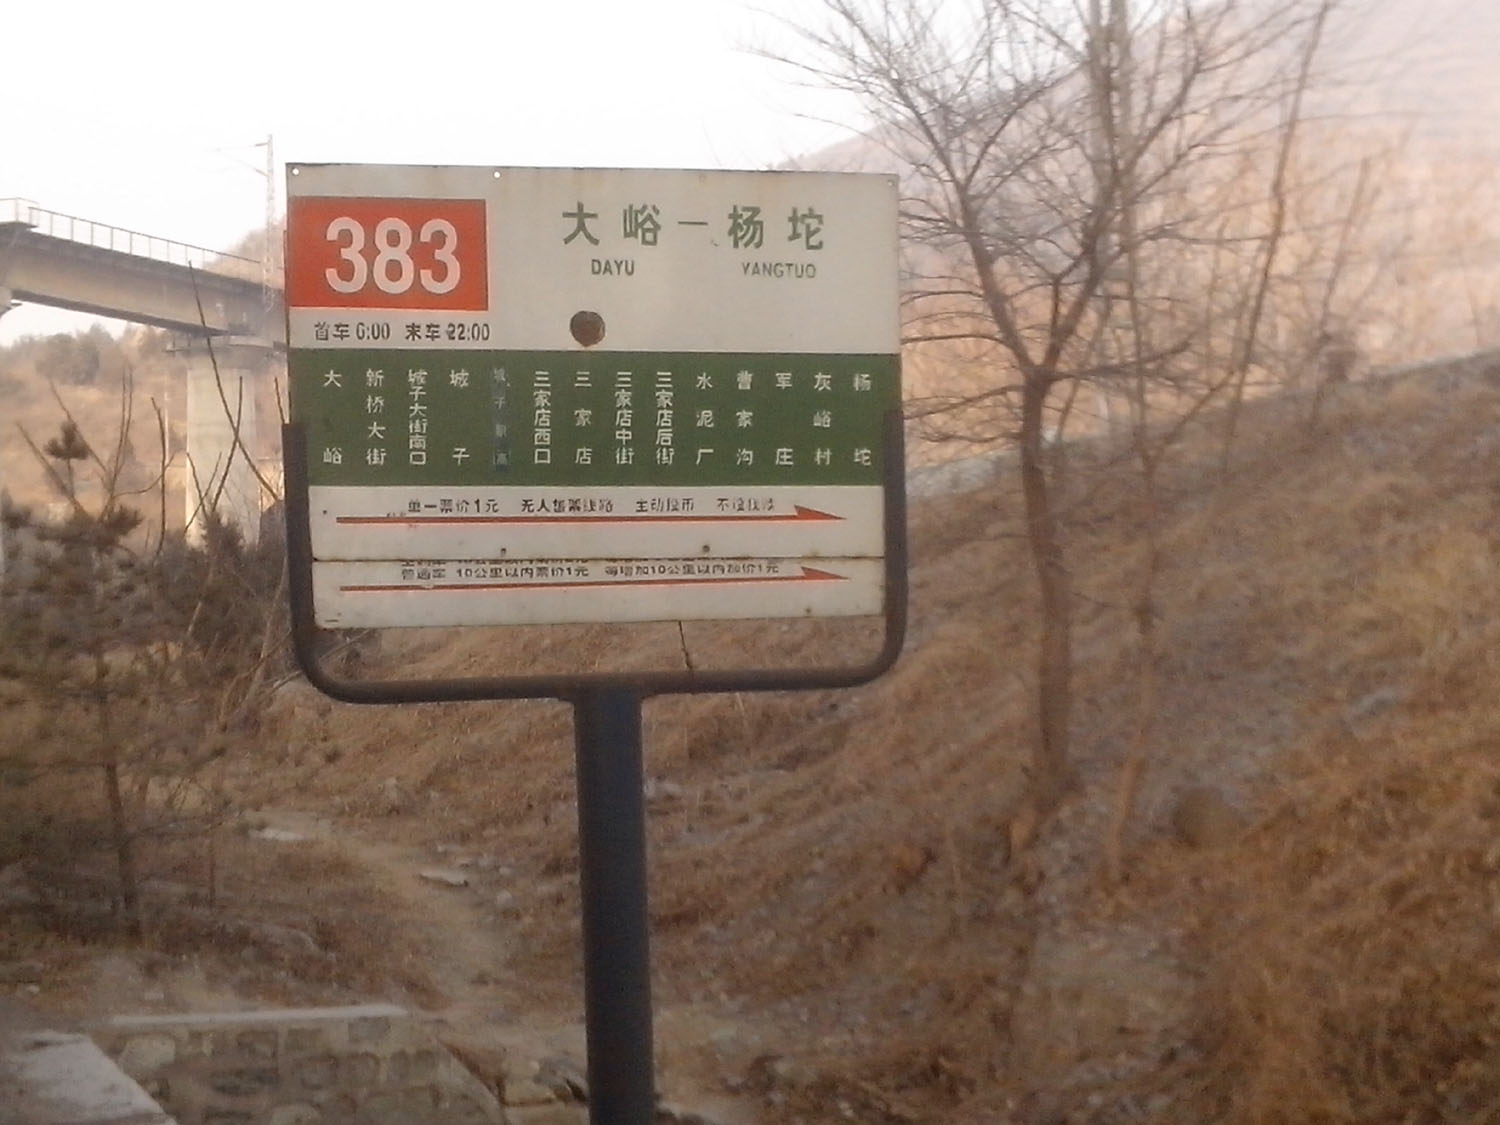 383
大峪—杨坨
DAYU YANGTUO
首车 6:00 末车 22:00
大峪
新桥大街
城子大街南口
城子
城子职高
三家店西口
三家店
三家店中街
三家店后街
水泥厂
曹家沟
军庄
灰峪村
杨坨
单一票价1元 无人售票线路 主动投币 不设找赎
普通车 10公里以内票价1元 每增加10公里以内加价1元